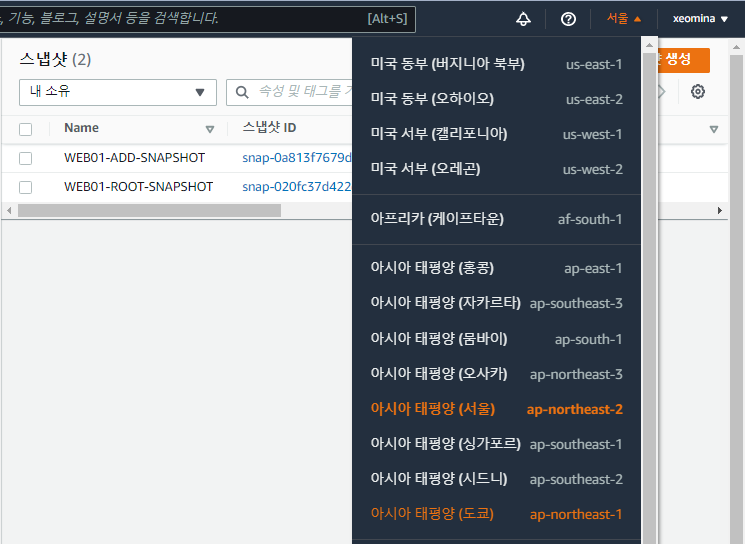 , 기능, 블로그, 설명서 등을 검색합니다. [Alt+S] 서울 xeomina
스냅샷 (2) 생성
내 소유 속성 및 태그를
Name 스냅샷 ID
WEB01-ADD-SNAPSHOT snap-0a813f7679d
WEB01-ROOT-SNAPSHOT snap-020fc37d422
미국 동부 (버지니아 북부) us-east-1
미국 동부 (오하이오) us-east-2
미국 서부 (캘리포니아) us-west-1
미국 서부 (오레곤) us-west-2
아프리카 (케이프타운) af-south-1
아시아 태평양 (홍콩) ap-east-1
아시아 태평양 (자카르타) ap-southeast-3
아시아 태평양 (뭄바이) ap-south-1
아시아 태평양 (오사카) ap-northeast-3
아시아 태평양 (서울) ap-northeast-2
아시아 태평양 (싱가포르) ap-southeast-1
아시아 태평양 (시드니) ap-southeast-2
아시아 태평양 (도쿄) ap-northeast-1